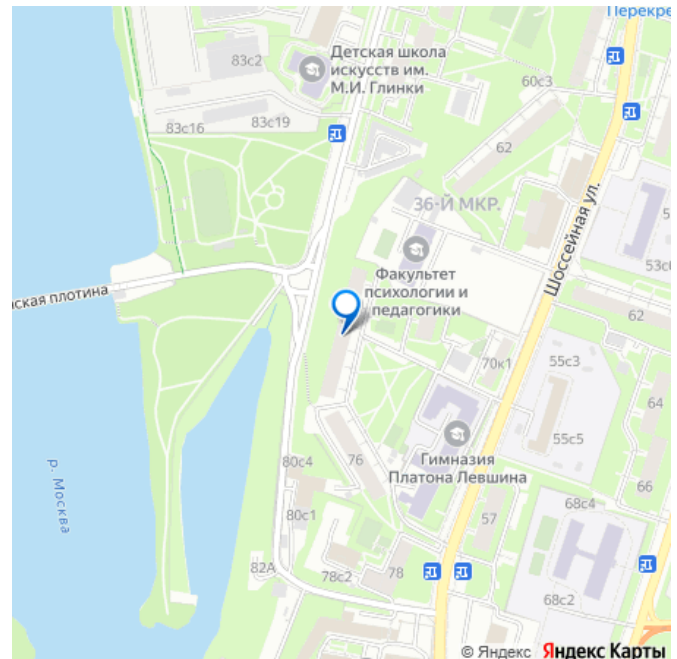 Перекре
83с2
Детская школа
искусств им.
М.И. Глинки
60с3
83с16
83с19
62
36-Й МКР.
Шоссейная ул.
53с6
Факультет
психологии и
педагогики
нская плотина
62
70к1
55с3
64
55с5
Гимназия
Платона Левшина
76
80с4
66
р. Москва
68с4
80с1
57
82А
78с2
78
68с2
© Яндекс Яндекс Карты